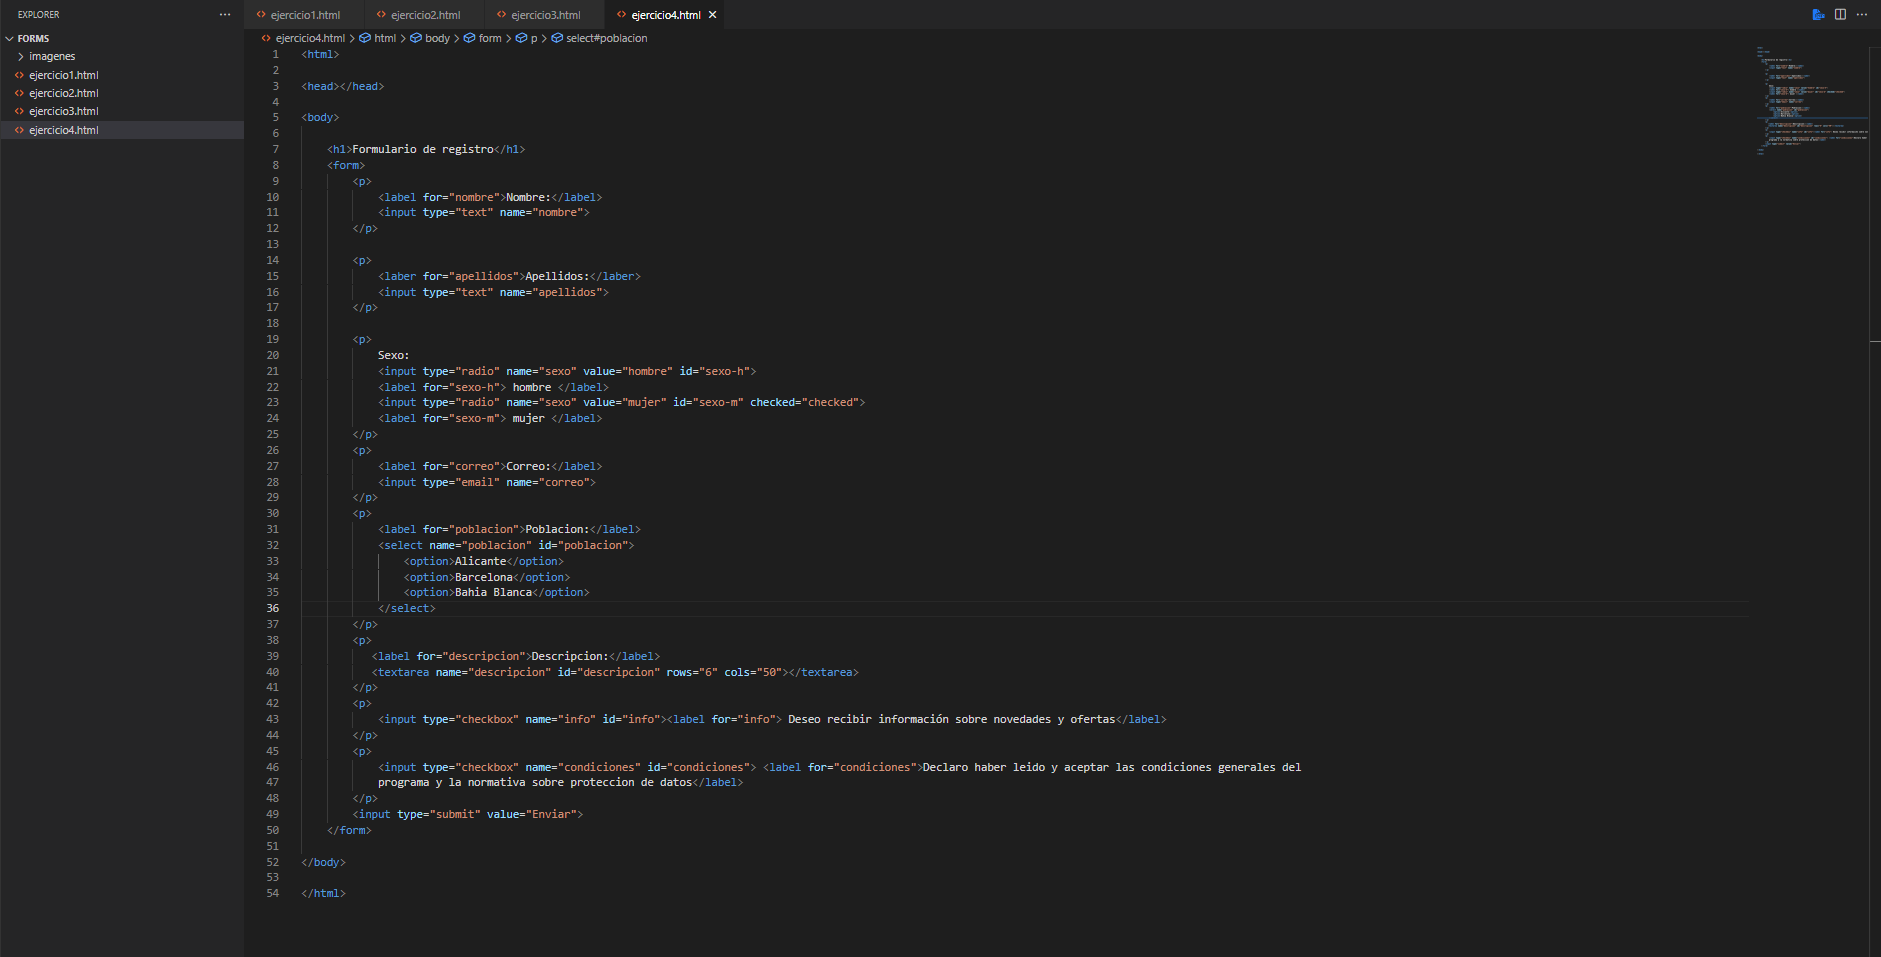 EXPLORER
FORMS
imagenes
ejercicio1.html
ejercicio2.html
ejercicio3.html
ejercicio4.html
ejercicio1.html ejercicio2.html ejercicio3.html ejercicio4.html
ejercicio4.html > html > body > form > p > select#poblacion
1 <html>
2
3 <head></head>
4
5 <body>
6
7 <h1>Formulario de registro</h1>
8 <form>
9 <p>
10 <label for="nombre">Nombre:</label>
11 <input type="text" name="nombre">
12 </p>
13
14 <p>
15 <laber for="apellidos">Apellidos:</laber>
16 <input type="text" name="apellidos">
17 </p>
18
19 <p>
20 Sexo:
21 <input type="radio" name="sexo" value="hombre" id="sexo-h">
22 <label for="sexo-h"> hombre </label>
23 <input type="radio" name="sexo" value="mujer" id="sexo-m" checked="checked">
24 <label for="sexo-m"> mujer </label>
25 </p>
26 <p>
27 <label for="correo">Correo:</label>
28 <input type="email" name="correo">
29 </p>
30 <p>
31 <label for="poblacion">Poblacion:</label>
32 <select name="poblacion" id="poblacion">
33 <option>Alicante</option>
34 <option>Barcelona</option>
35 <option>Bahia Blanca</option>
36 </select>
37 </p>
38 <p>
39 <label for="descripcion">Descripcion:</label>
40 <textarea name="descripcion" id="descripcion" rows="6" cols="50"></textarea>
41 </p>
42 <p>
43 <input type="checkbox" name="info" id="info"><label for="info"> Deseo recibir información sobre novedades y ofertas</label>
44 </p>
45 <p>
46 <input type="checkbox" name="condiciones" id="condiciones"> <label for="condiciones">Declaro haber leido y aceptar las condiciones generales del
47 programa y la normativa sobre proteccion de datos</label>
48 </p>
49 <input type="submit" value="Enviar">
50 </form>
51
52 </body>
53
54 </html>